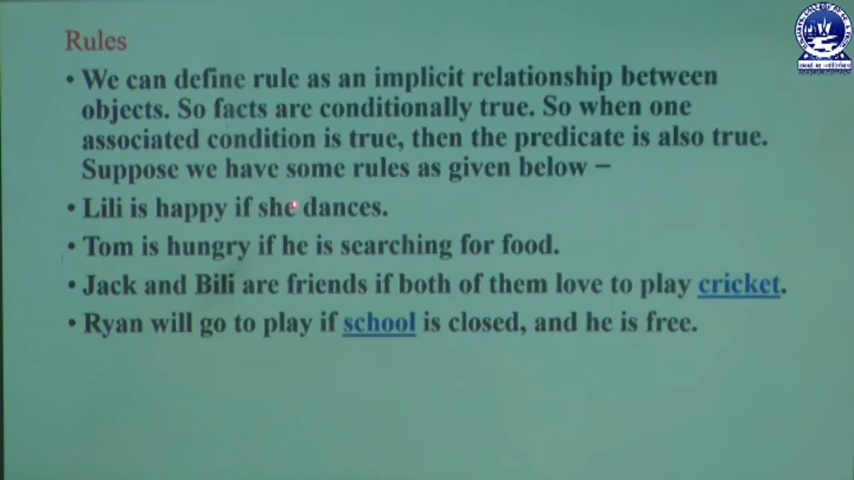 Rules
• We can define rule as an implicit relationship between
objects. So facts are conditionally true. So when one
associated condition is true, then the predicate is also true.
Suppose we have some rules as given below –
• Lili is happy if she dances.
• Tom is hungry if he is searching for food.
• Jack and Bili are friends if both of them love to play cricket.
• Ryan will go to play if school is closed, and he is free.